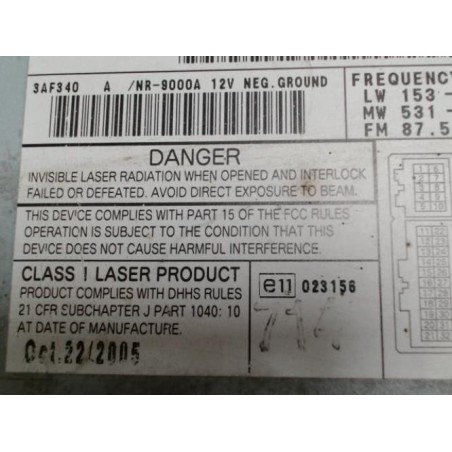 3AF340 A /NR-9000A 12V NEG.GROUND
FREQUENCY
LW 153 -
MW 531 -
FM 87.5
DANGER
INVISIBLE LASER RADIATION WHEN OPENED AND INTERLOCK
FAILED OR DEFEATED. AVOID DIRECT EXPOSURE TO BEAM.
THIS DEVICE COMPLIES WITH PART 15 OF THE FCC RULES
OPERATION IS SUBJECT TO THE CONDITION THAT THIS
DEVICE DOES NOT CAUSE HARMFUL INTERFERENCE.
CLASS 1 LASER PRODUCT
PRODUCT COMPLIES WITH DHHS RULES
21 CFR SUBCHAPTER J PART 1040: 10
AT DATE OF MANUFACTURE.
Oct.22/2005
e11 023156